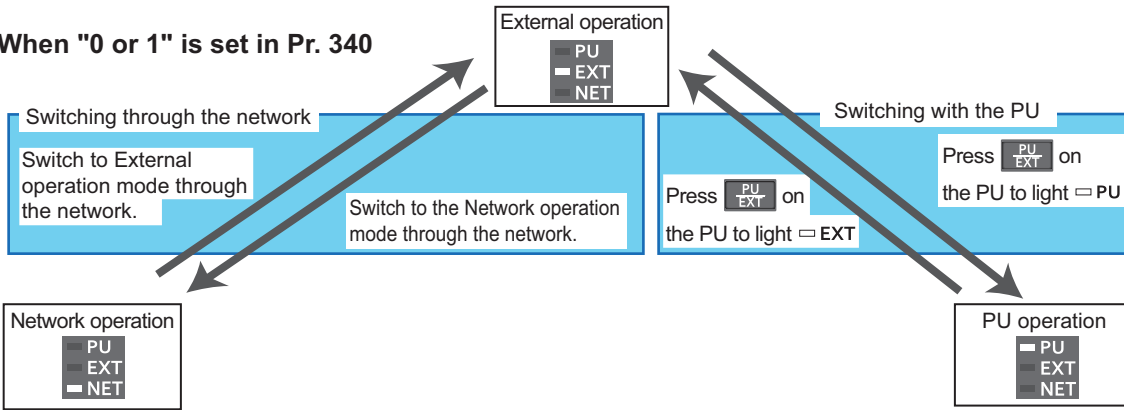 When "0 or 1" is set in Pr. 340
External operation
PU
EXT
NET
Switching through the network
Switch to External
operation mode through
the network.
Switch to the Network operation
mode through the network.
Switching with the PU
Press PU/EXT on
the PU to light EXT
Press PU/EXT on
the PU to light PU
Network operation
PU
EXT
NET
PU operation
PU
EXT
NET